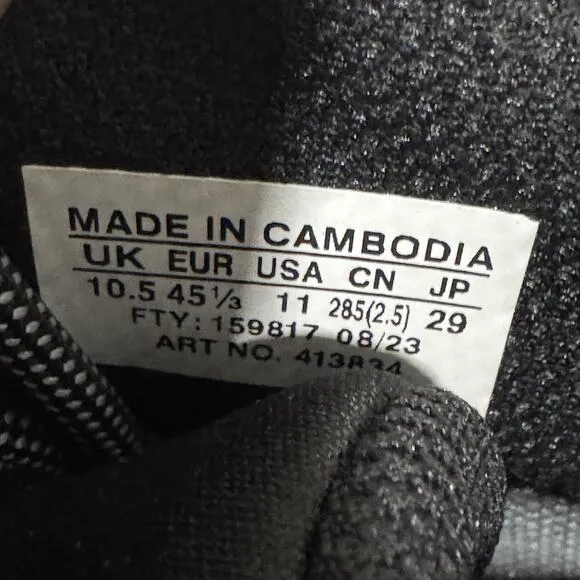 MADE IN CAMBODIA
UK EUR USA CN JP
10.5 45⅓ 11 285(2.5) 29
FTY: 159817 08/23
ART NO. 413834